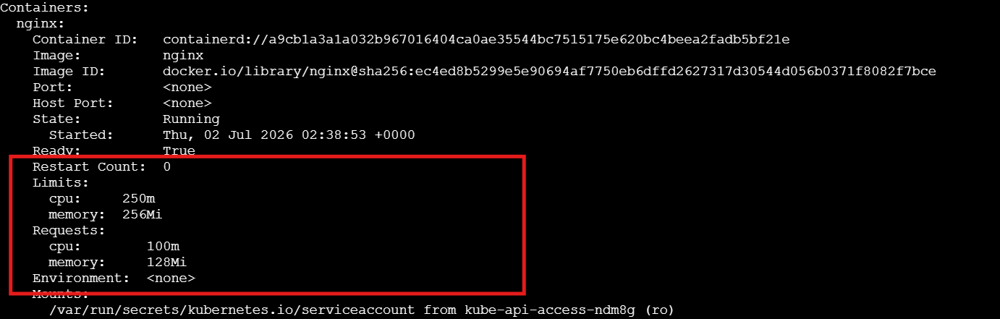 Containers:
  nginx:
    Container ID:   containerd://a9cb1a3a1a032b967016404ca0ae35544bc7515175e620bc4beea2fadb5bf21e
    Image:          nginx
    Image ID:       docker.io/library/nginx@sha256:ec4ed8b5299e5e90694af7750eb6dffd2627317d30544d056b0371f8082f7bce
    Port:           <none>
    Host Port:      <none>
    State:          Running
      Started:      Thu, 02 Jul 2026 02:38:53 +0000
    Ready:          True
    Restart Count:  0
    Limits:
      cpu:     250m
      memory:  256Mi
    Requests:
      cpu:        100m
      memory:     128Mi
    Environment:  <none>
    Mounts:
      /var/run/secrets/kubernetes.io/serviceaccount from kube-api-access-ndm8g (ro)